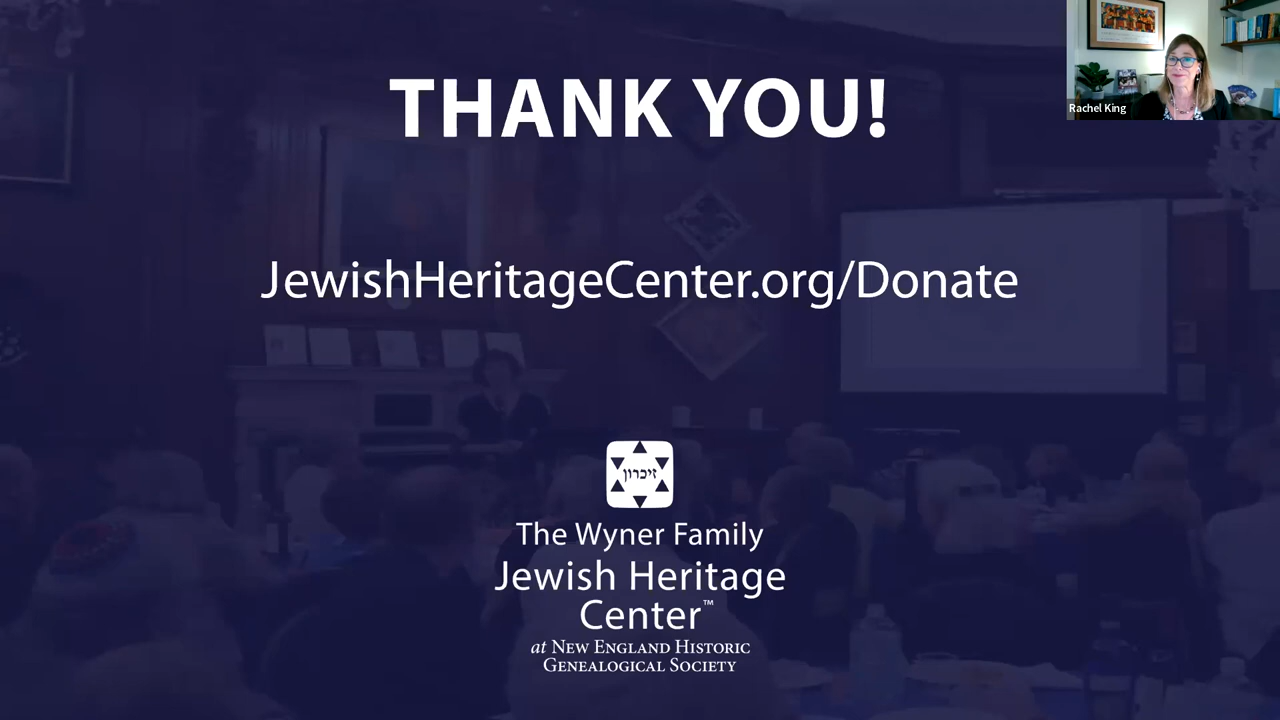 THANK YOU!
Rachel King
JewishHeritageCenter.org/Donate
זיכרון
The Wyner Family
Jewish Heritage
Center™
at NEW ENGLAND HISTORIC
GENEALOGICAL SOCIETY